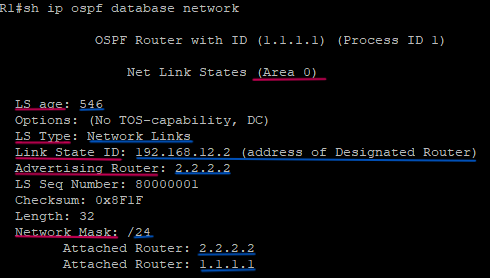 R1#sh ip ospf database network
OSPF Router with ID (1.1.1.1) (Process ID 1)
Net Link States (Area 0)
LS age: 546
Options: (No TOS-capability, DC)
LS Type: Network Links
Link State ID: 192.168.12.2 (address of Designated Router)
Advertising Router: 2.2.2.2
LS Seq Number: 80000001
Checksum: 0x8F1F
Length: 32
Network Mask: /24
Attached Router: 2.2.2.2
Attached Router: 1.1.1.1